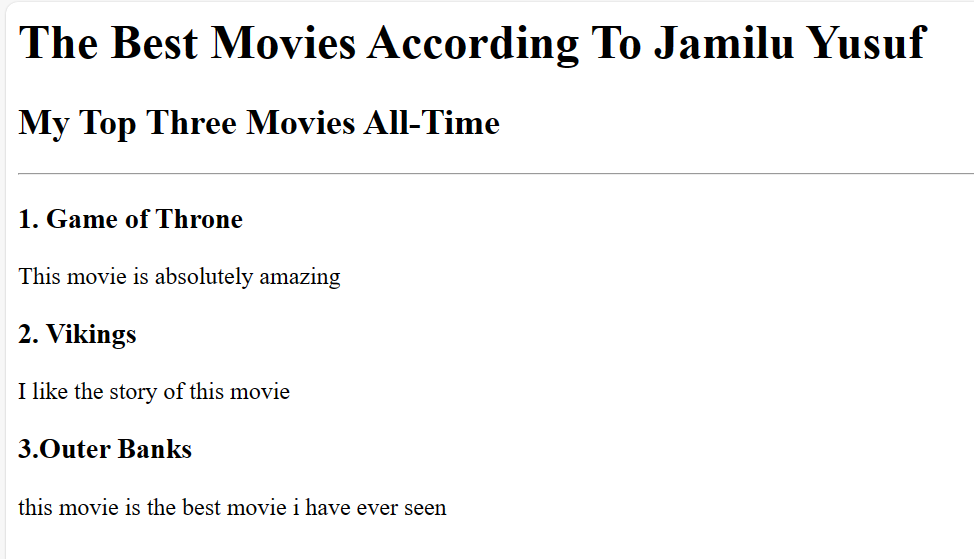 The Best Movies According To Jamilu Yusuf
My Top Three Movies All-Time
1. Game of Throne
This movie is absolutely amazing
2. Vikings
I like the story of this movie
3.Outer Banks
this movie is the best movie i have ever seen